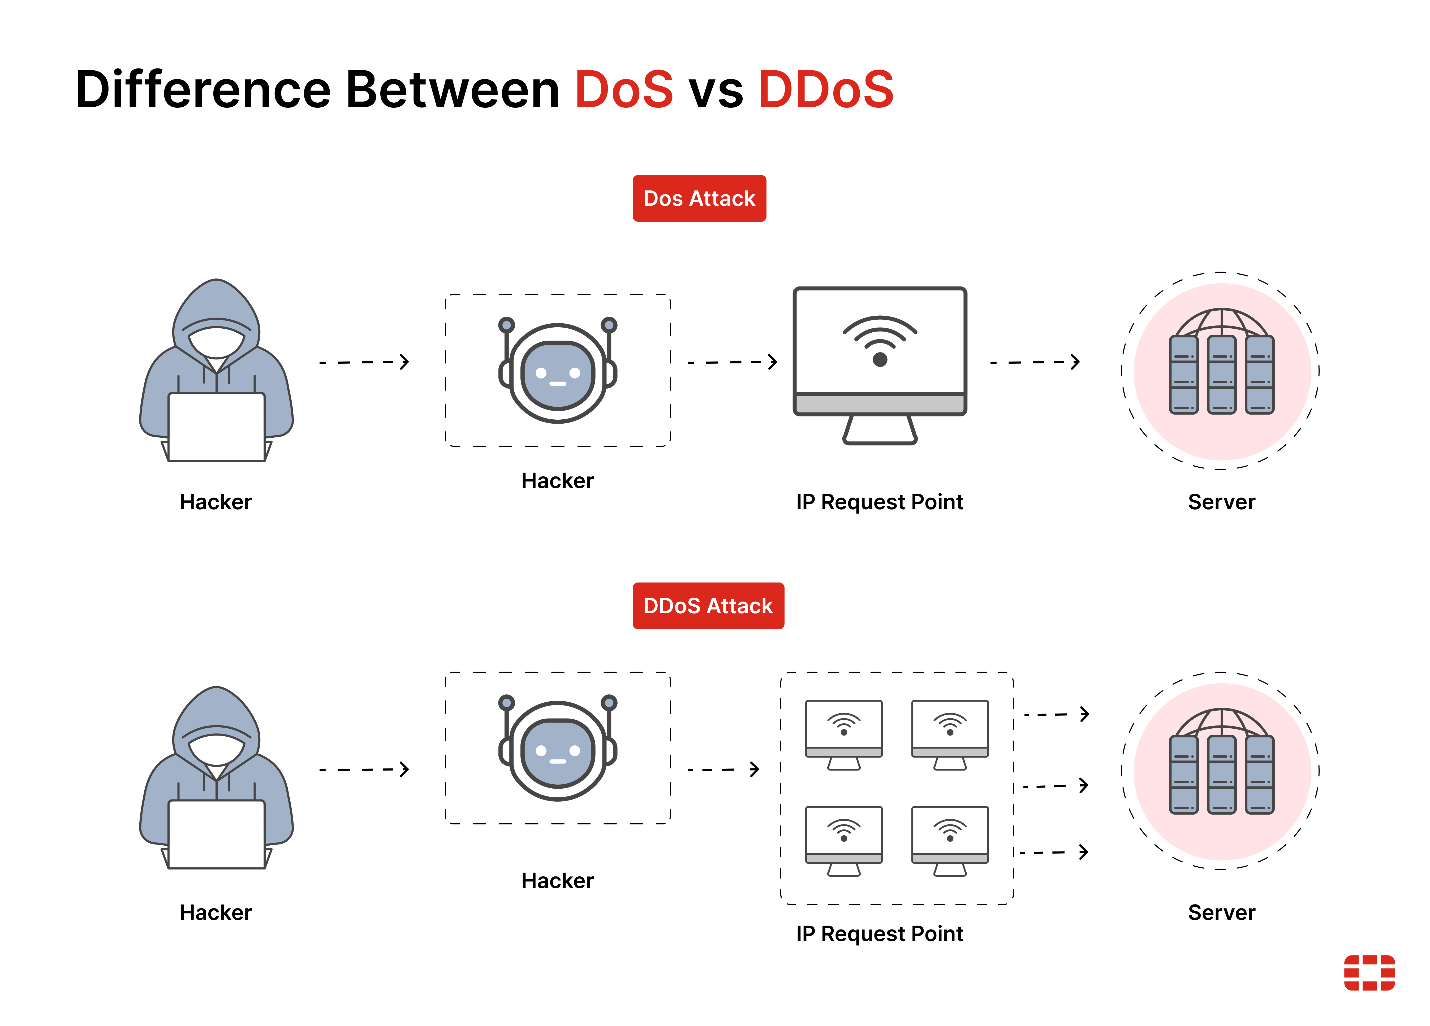 Difference Between DoS vs DDoS
Dos Attack
Hacker
Hacker
IP Request Point
Server
DDoS Attack
Hacker
Hacker
IP Request Point
Server